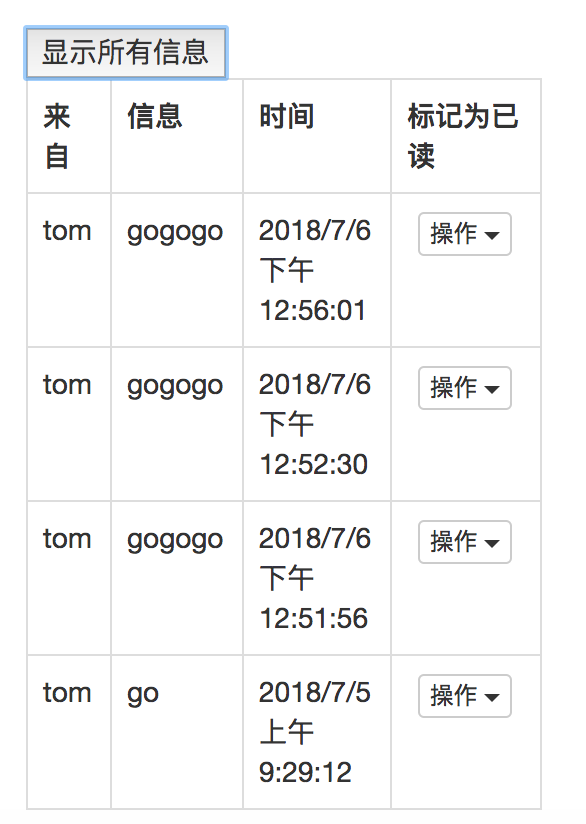 显示所有信息
来自 信息 时间 标记为已读
tom gogogo 2018/7/6 下午 12:56:01 操作
tom gogogo 2018/7/6 下午 12:52:30 操作
tom gogogo 2018/7/6 下午 12:51:56 操作
tom go 2018/7/5 上午 9:29:12 操作